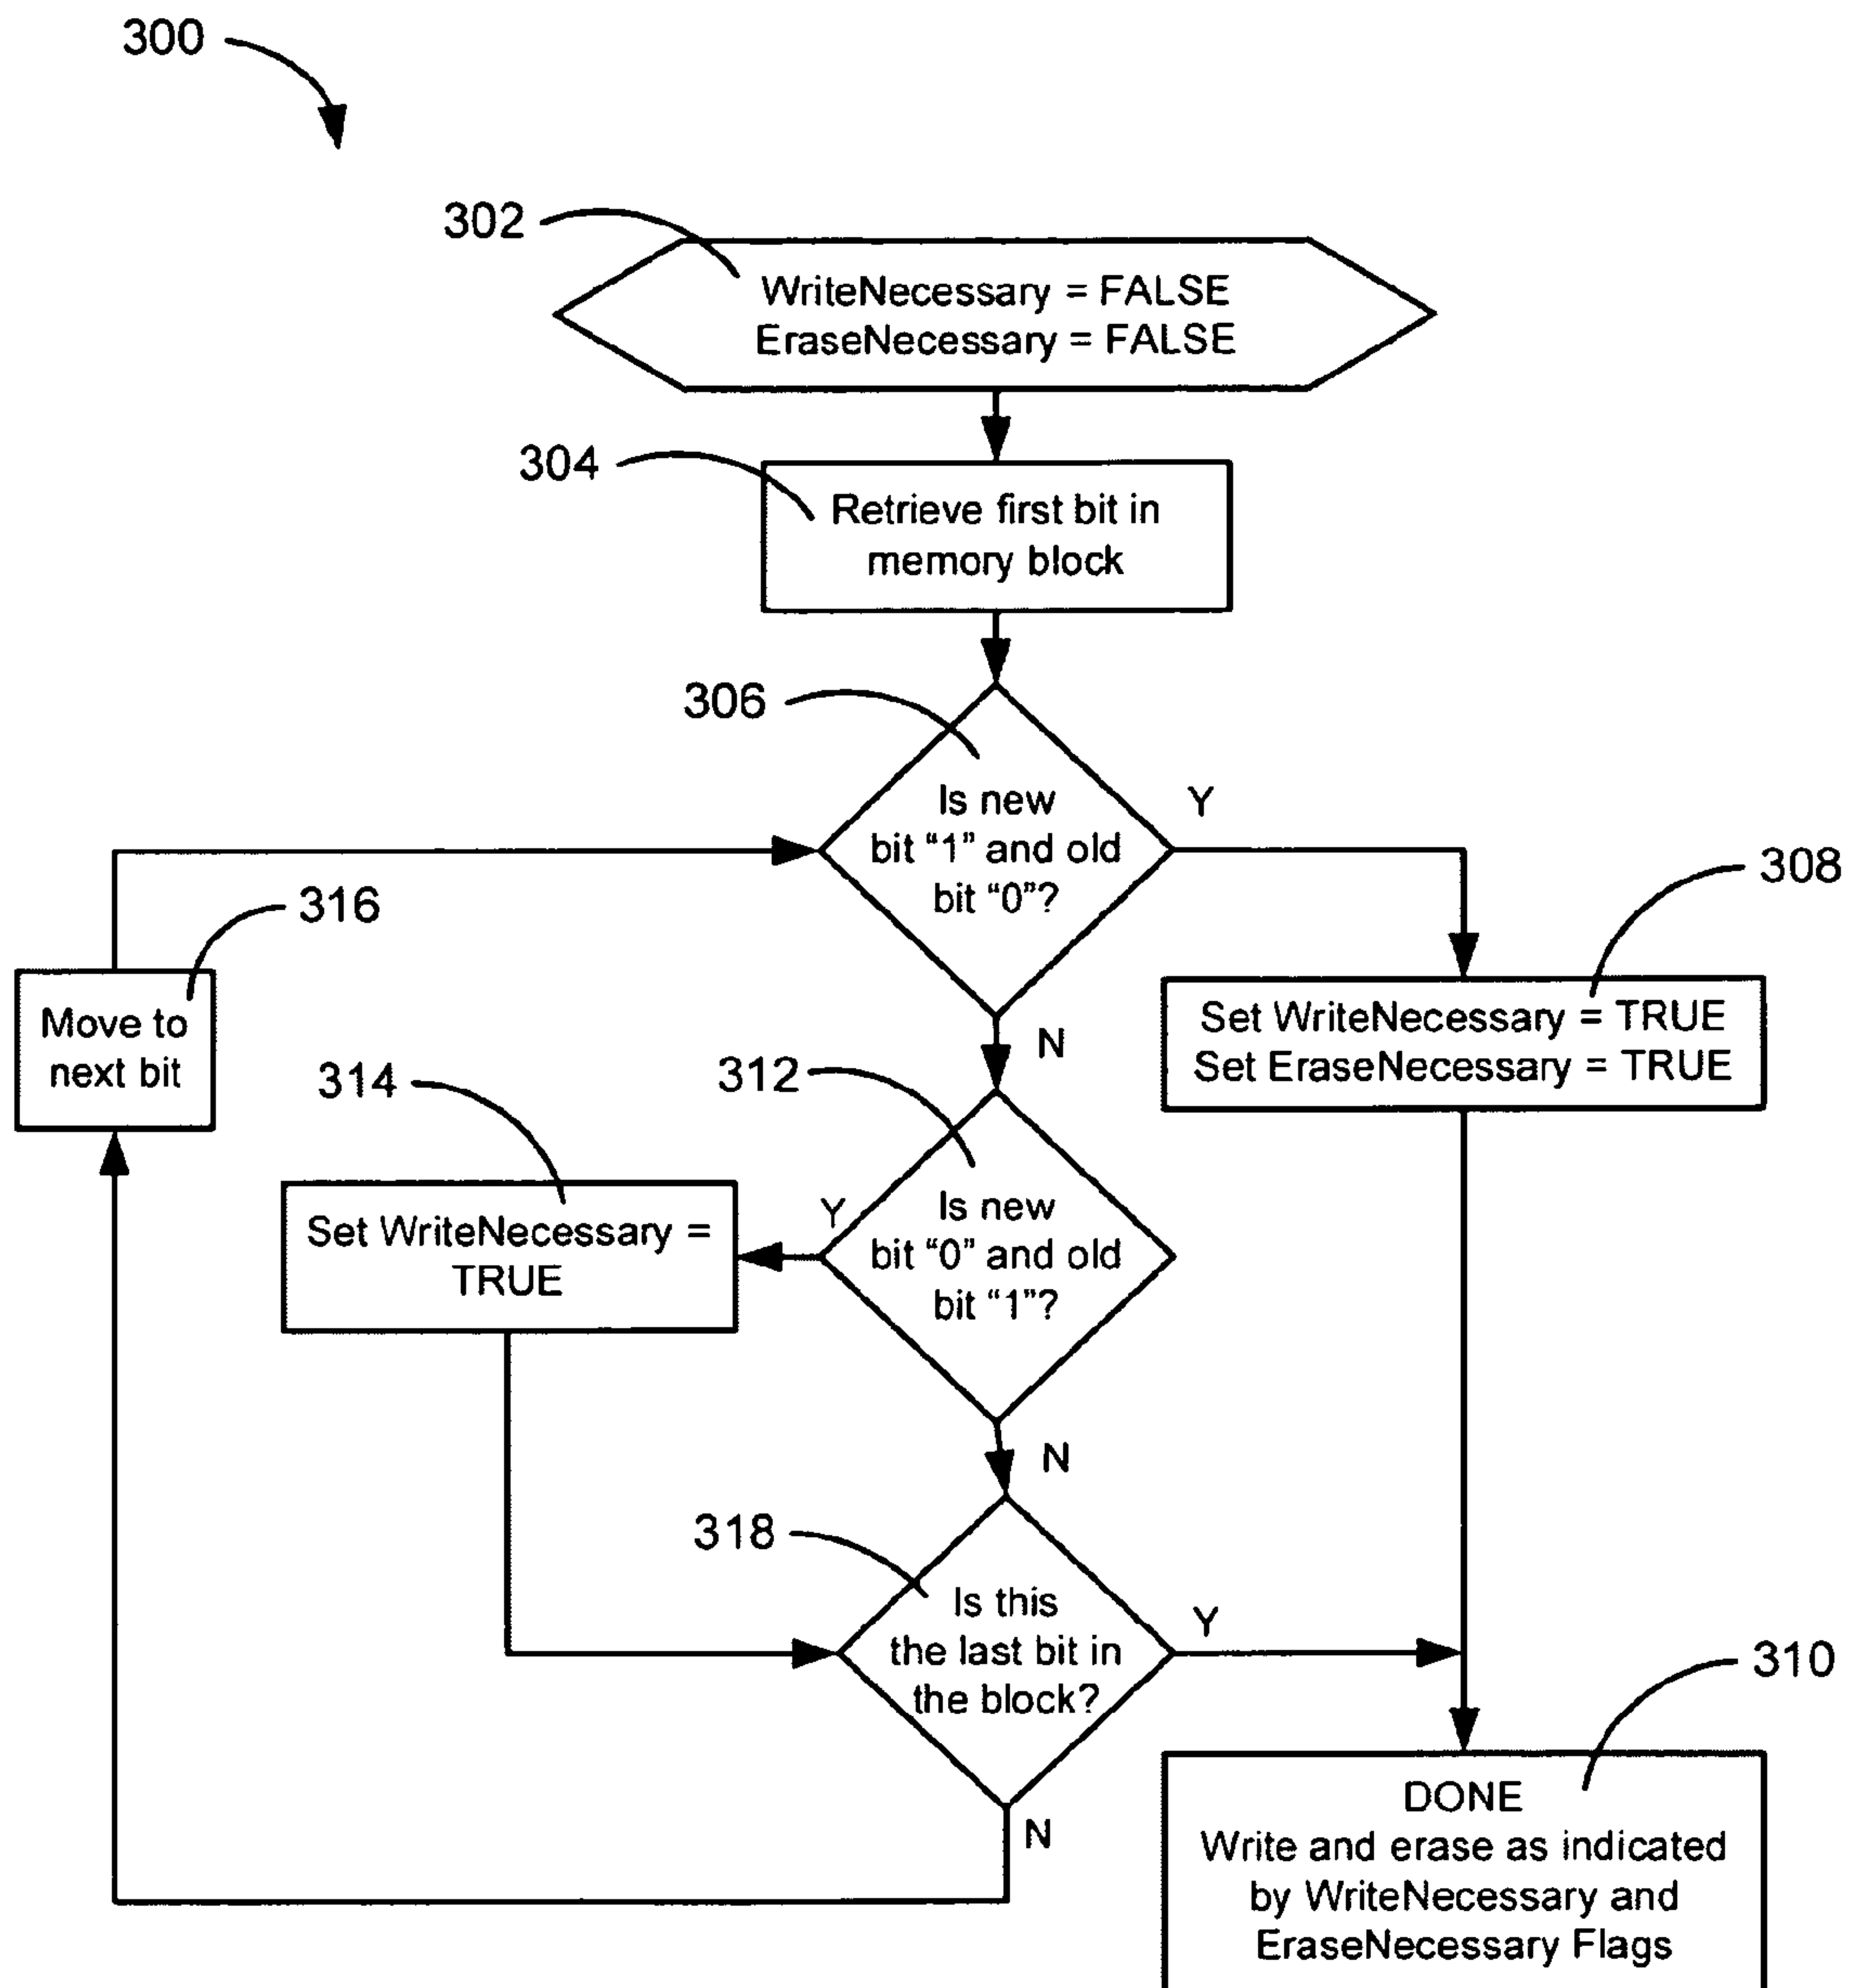 300
302
WriteNecessary = FALSE
EraseNecessary = FALSE
304
Retrieve first bit in
memory block
306
Is new
bit “1” and old
bit “0”?
Y
N
308
Set WriteNecessary = TRUE
Set EraseNecessary = TRUE
316
Move to
next bit
312
Is new
bit “0” and old
bit “1”?
Y
N
314
Set WriteNecessary =
TRUE
318
Is this
the last bit in
the block?
Y
N
310
DONE
Write and erase as indicated
by WriteNecessary and
EraseNecessary Flags